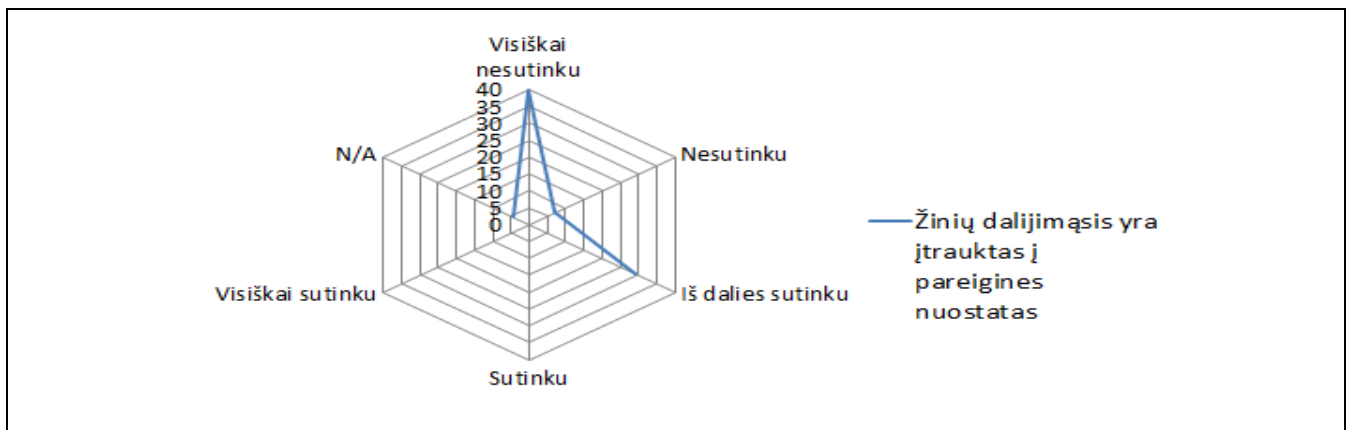 Visiškai
nesutinku
40
35
30
25
20
15
10
5
0
N/A
Nesutinku
Visiškai sutinku
Iš dalies sutinku
Sutinku
Žinių dalijimąsis yra
įtrauktas į
pareigines
nuostatas